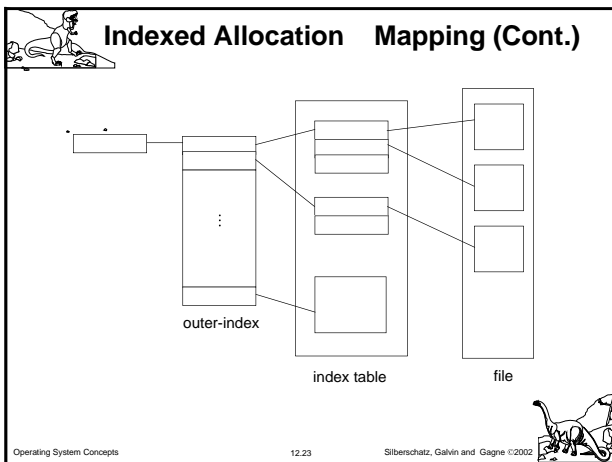 Indexed Allocation Mapping (Cont.)
⋮
outer-index
index table
file
Operating System Concepts
12.23
Silberschatz, Galvin and Gagne ©2002